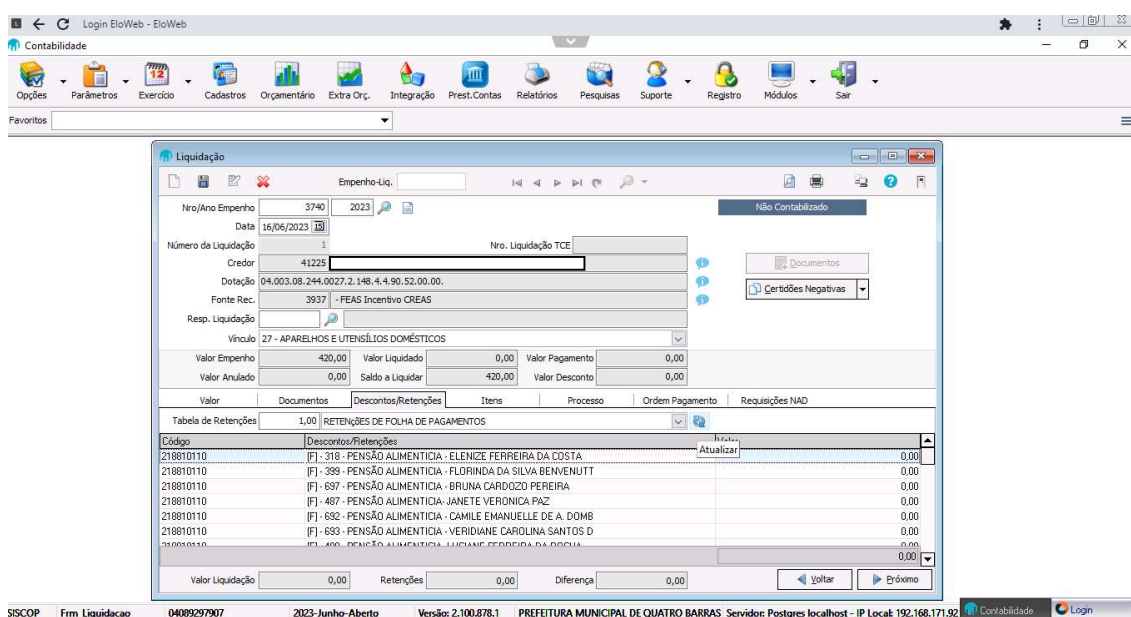 Login EloWeb - EloWeb
Contabilidade
Opções Parâmetros Exercício Cadastros Orçamentário Extra Orç. Integração Prest.Contas Relatórios Pesquisas Suporte Registro Módulos Sair
Favoritos
Liquidação
Empenho-Liq.
Nro/Ano Empenho 3740 2023 Não Contabilizado
Data 16/06/2023
Número da Liquidação 1 Nro. Liquidação TCE
Credor 41225 Documentos
Dotação 04.003.08.244.0027.2.148.4.4.90.52.00.00.
Certidões Negativas
Fonte Rec. 3937 - FEAS Incentivo CREAS
Resp. Liquidação
Vínculo 27 - APARELHOS E UTENSÍLIOS DOMÉSTICOS
Valor Empenho 420,00 Valor Liquidado 0,00 Valor Pagamento 0,00
Valor Anulado 0,00 Saldo a Liquidar 420,00 Valor Desconto 0,00
Valor Documentos Descontos/Retenções Itens Processo Ordem Pagamento Requisições NAD
Tabela de Retenções 1,00 RETENçÕES DE FOLHA DE PAGAMENTOS
Código Descontos/Retenções Valor
Atualizar
218810110 [F] - 318 - PENSÃO ALIMENTICIA - ELENIZE FERREIRA DA COSTA 0,00
218810110 [F] - 399 - PENSÃO ALIMENTICIA - FLORINDA DA SILVA BENVENUTT 0,00
218810110 [F] - 697 - PENSÃO ALIMENTICIA - BRUNA CARDOZO PEREIRA 0,00
218810110 [F] - 487 - PENSÃO ALIMENTICIA- JANETE VERONICA PAZ 0,00
218810110 [F] - 692 - PENSÃO ALIMENTICIA - CAMILE EMANUELLE DE A. DOMB 0,00
218810110 [F] - 693 - PENSÃO ALIMENTICIA - VERIDIANE CAROLINA SANTOS D 0,00
0,00
Valor Liquidação 0,00 Retenções 0,00 Diferença 0,00 Voltar Próximo
SISCOP Frm_Liquidacao 04089297907 2023-Junho-Aberto Versão: 2.100.878.1 PREFEITURA MUNICIPAL DE QUATRO BARRAS Servidor: Postgres localhost - IP Local: 192.168.171.92 Contabilidade Login